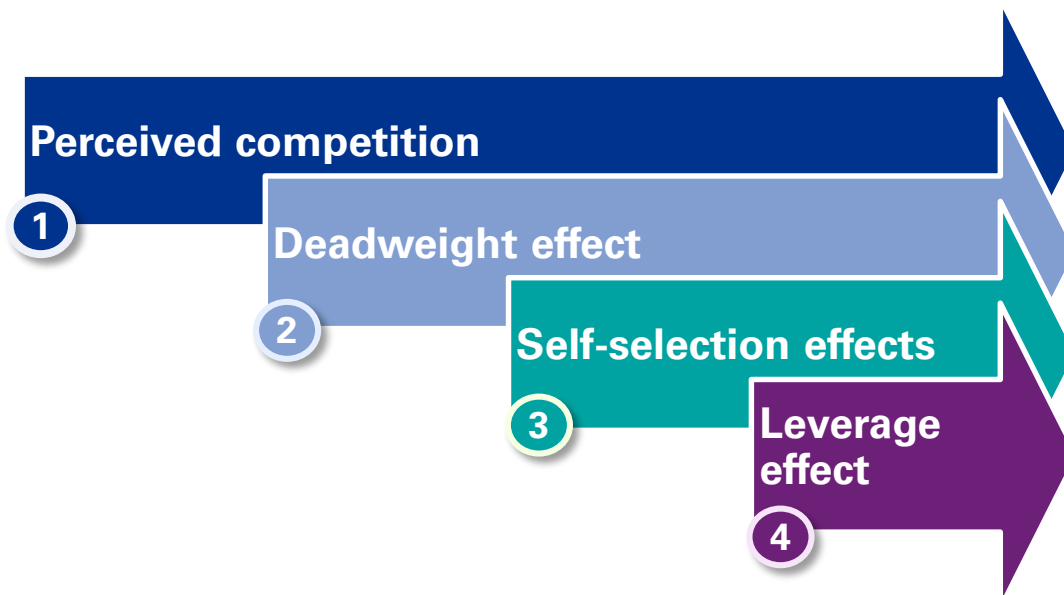 Perceived competition
1
Deadweight effect
2
Self-selection effects
3
Leverage
effect
4